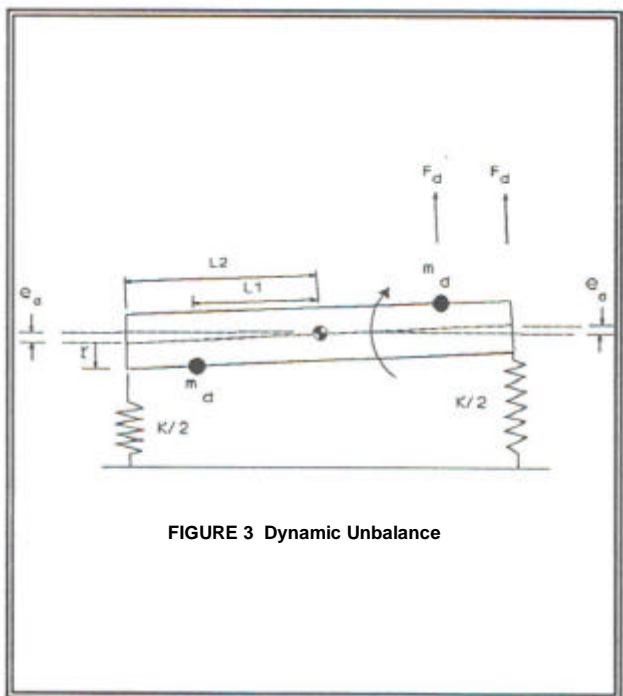 F d F d
m d
L2
L1
e a
e a
r
m d
K/2
K/2
FIGURE 3 Dynamic Unbalance